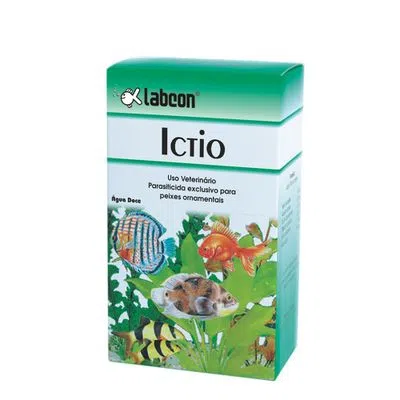 Labcon®
Ictio
Uso Veterinário
Parasiticida exclusivo para
peixes ornamentais
Água Doce